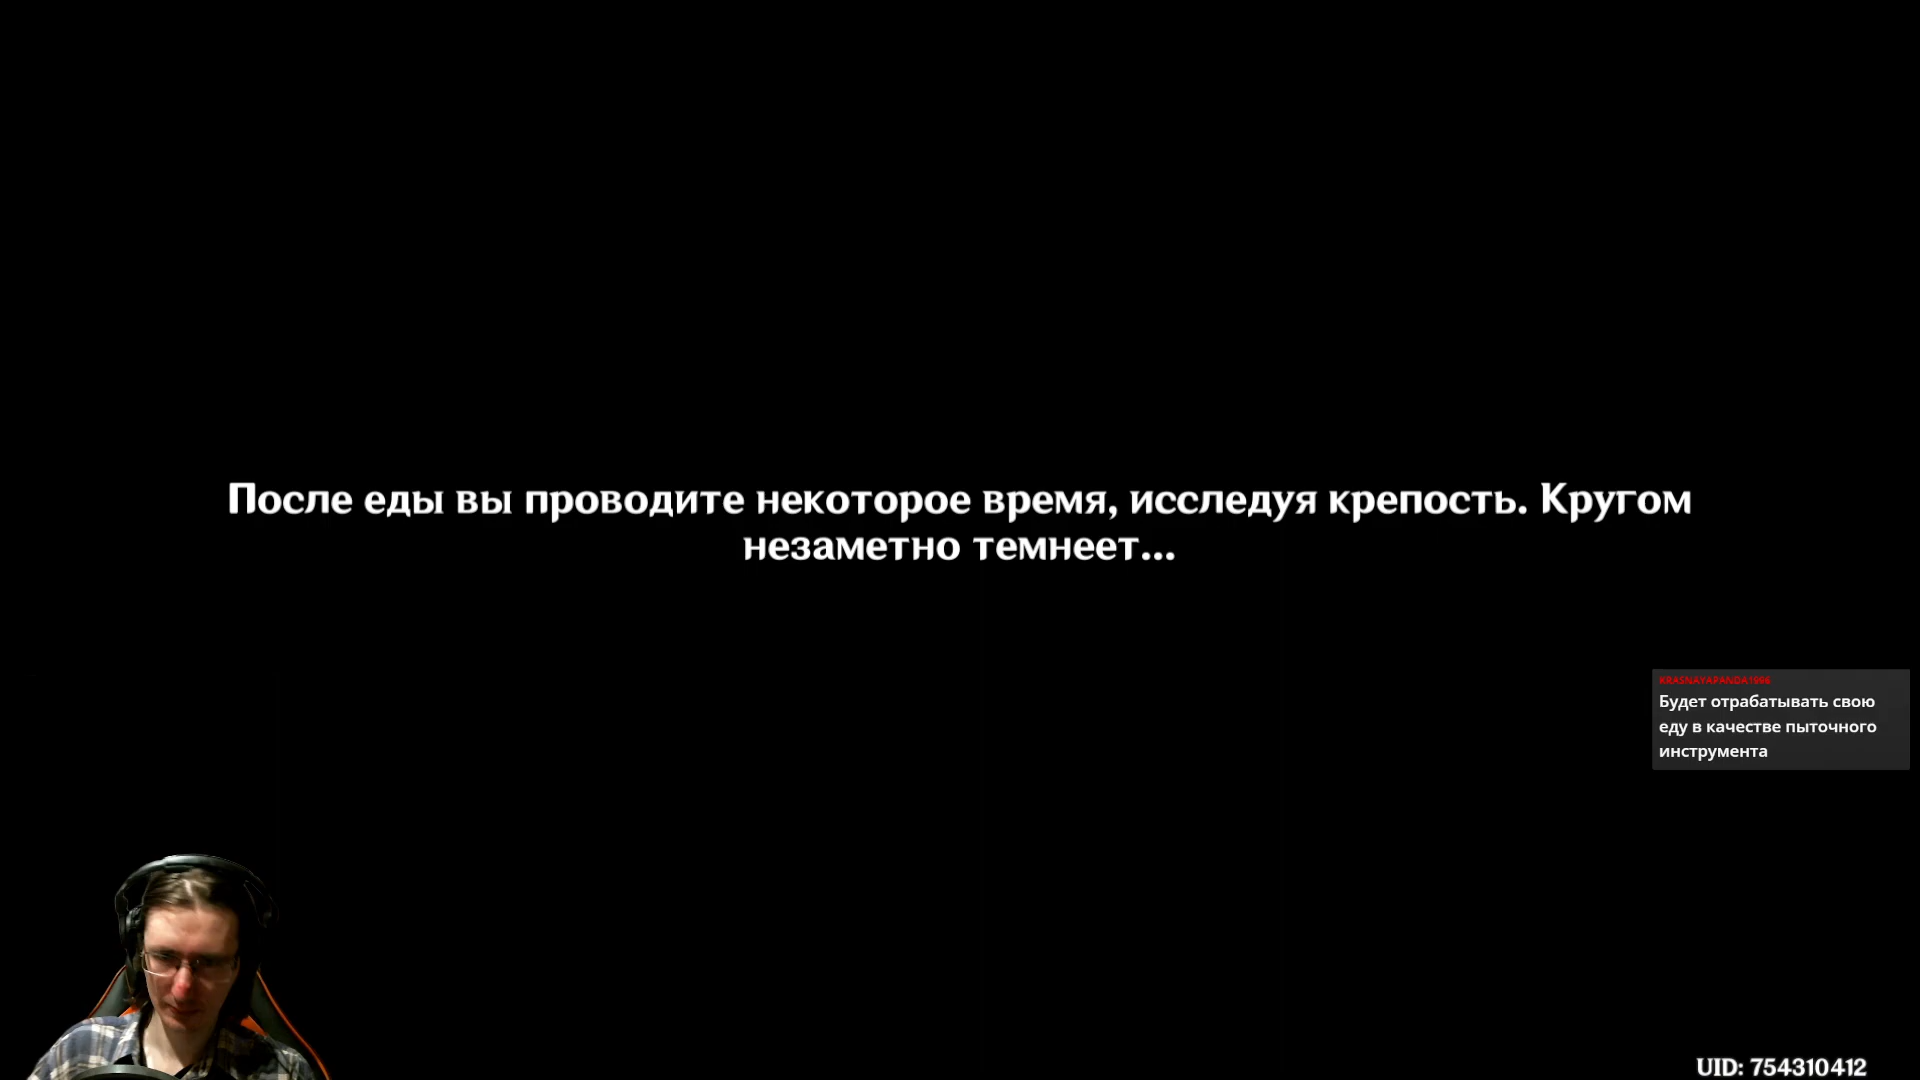 После еды вы проводите некоторое время, исследуя крепость. Кругом
незаметно темнеет...
KRASNAYAPANDA1996
Будет отрабатывать свою
еду в качестве пыточного
инструмента
UID: 754310412